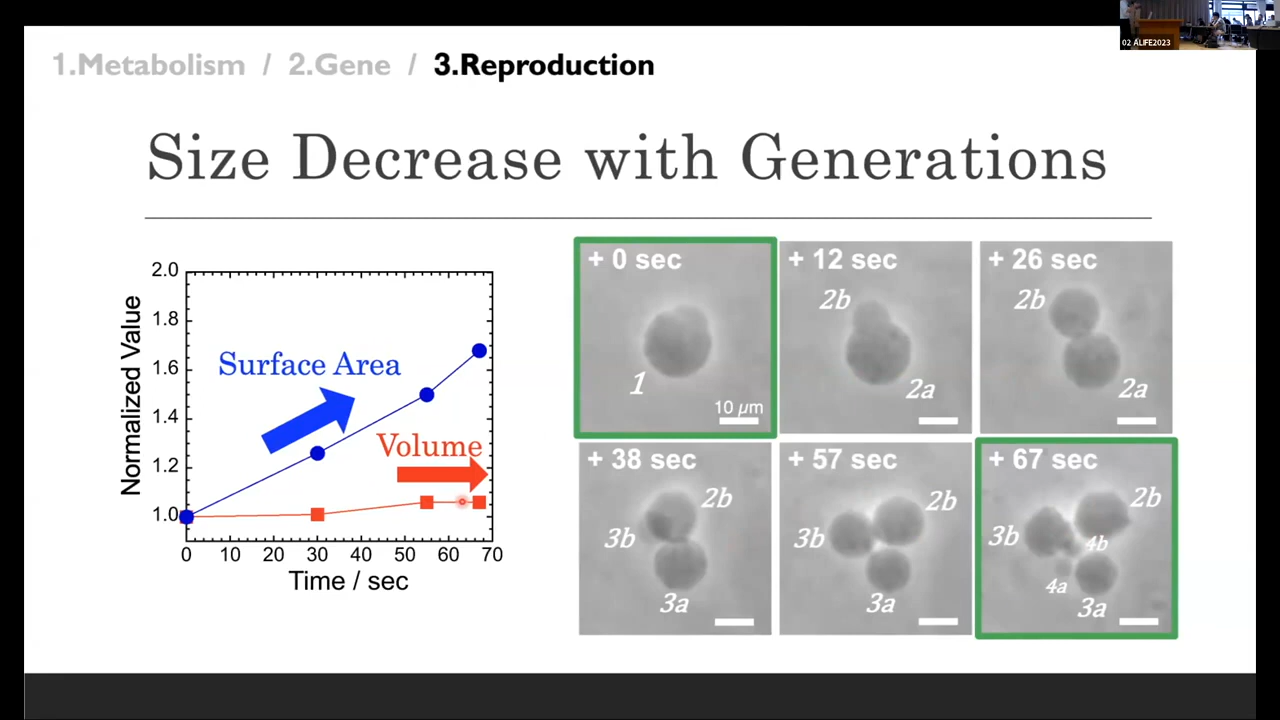 02 ALIFE2023
1.Metabolism / 2.Gene / 3.Reproduction
Size Decrease with Generations
2.0
1.8
1.6
1.4
1.2
1.0
Normalized Value
Surface Area
Volume
0 10 20 30 40 50 60 70
Time / sec
+ 0 sec
1
10 µm
+ 12 sec
2b
2a
+ 26 sec
2b
2a
+ 38 sec
2b
3b
3a
+ 57 sec
2b
3b
3a
+ 67 sec
2b
3b
4b
4a
3a